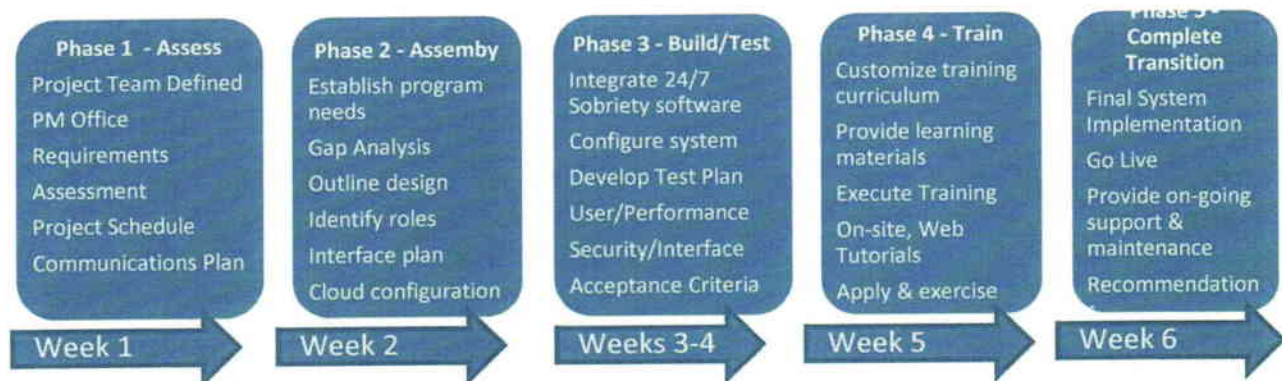 Phase 1 - Assess
Project Team Defined
PM Office
Requirements
Assessment
Project Schedule
Communications Plan
Week 1
Phase 2 - Assemby
Establish program
needs
Gap Analysis
Outline design
Identify roles
Interface plan
Cloud configuration
Week 2
Phase 3 - Build/Test
Integrate 24/7
Sobriety software
Configure system
Develop Test Plan
User/Performance
Security/Interface
Acceptance Criteria
Weeks 3-4
Phase 4 - Train
Customize training
curriculum
Provide learning
materials
Execute Training
On-site, Web
Tutorials
Apply & exercise
Week 5
Phase 5 -
Complete
Transition
Final System
Implementation
Go Live
Provide on-going
support &
maintenance
Recommendation
Week 6